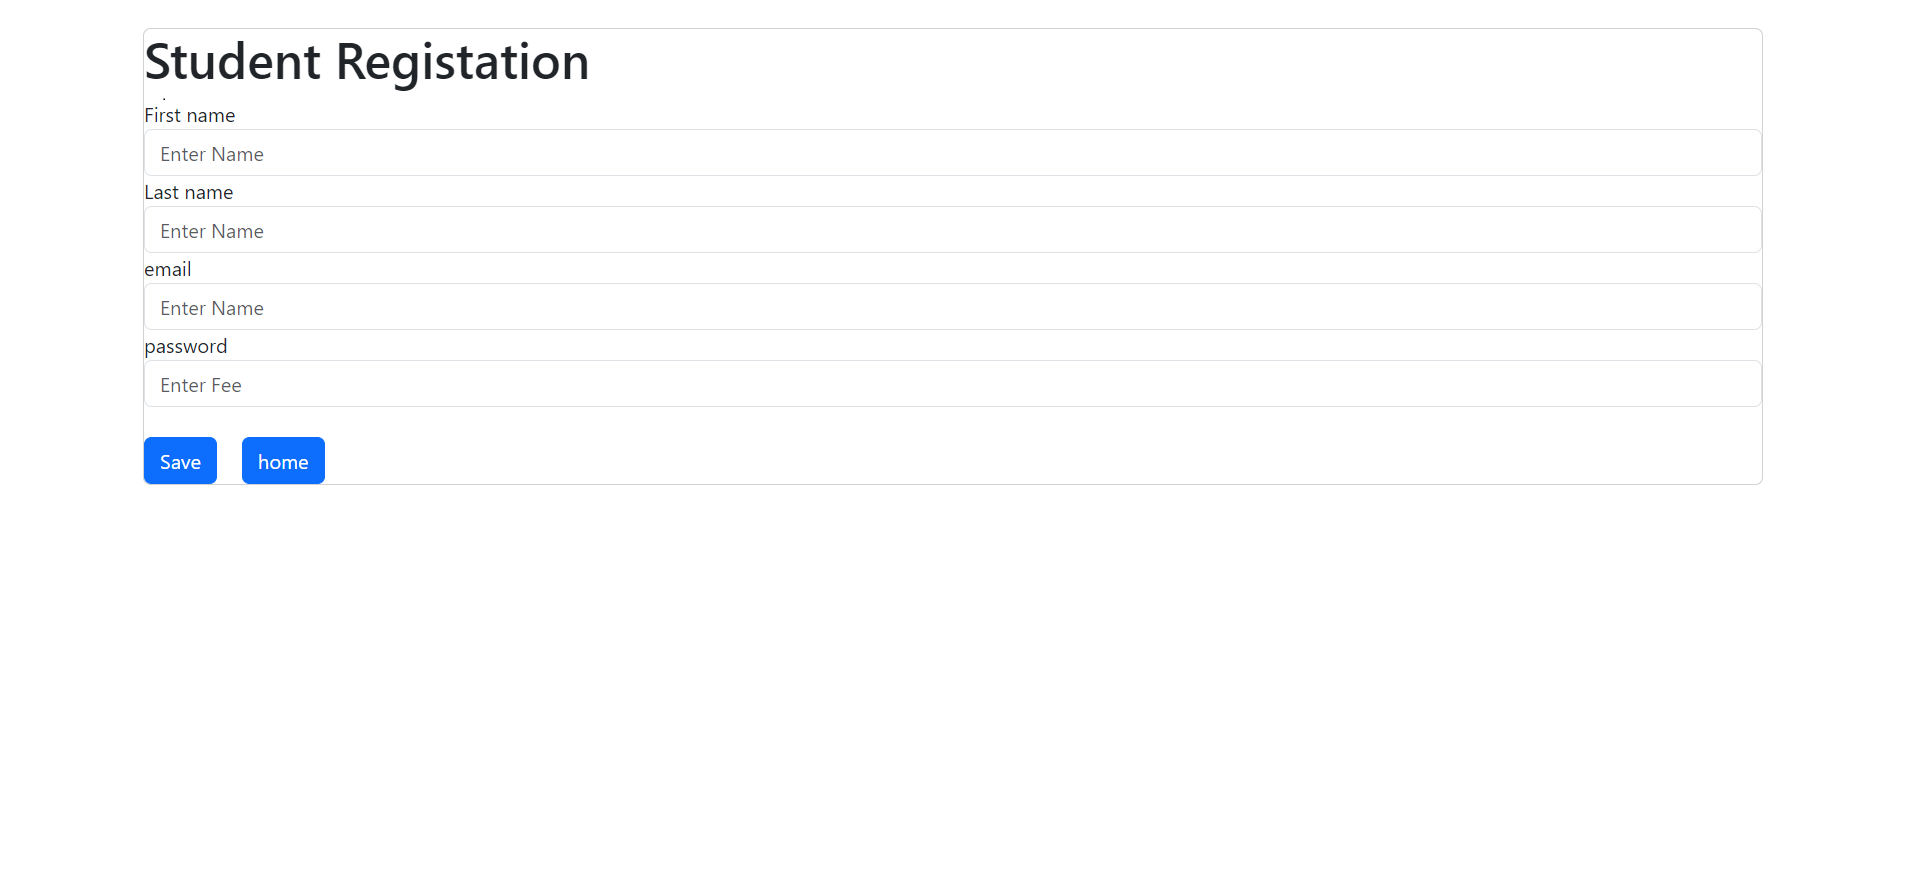 Student Registation
First name
Enter Name
Last name
Enter Name
email
Enter Name
password
Enter Fee
Save home